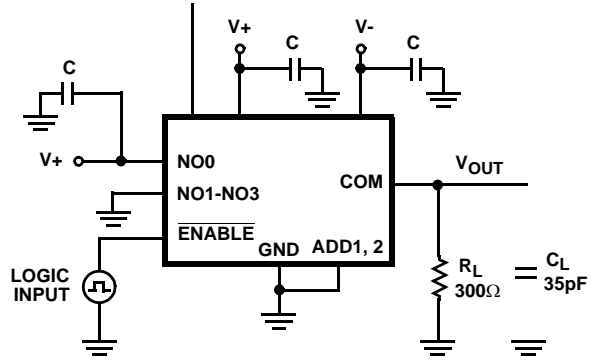 V+
V-
C
C
C
V+
NO0
NO1-NO3
ENABLE
GND
ADD1, 2
COM
VOUT
LOGIC
INPUT
RL
300Ω
CL
35pF